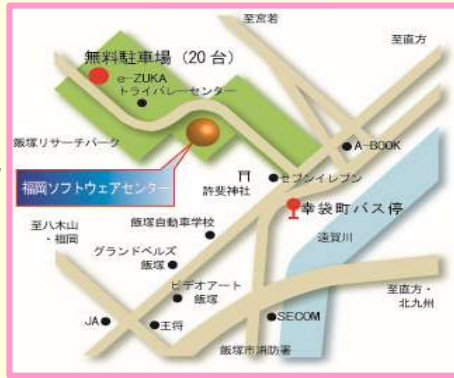 至宮若
至直方
無料駐車場（20台）
e-ZUKA
トライバレーセンター
飯塚リサーチパーク
A-BOOK
セブンイレブン
許斐神社
福岡ソフトウェアセンター
幸袋町バス停
至八木山
・福岡
飯塚自動車学校
遠賀川
グランドベルズ
飯塚
ビデオアート
飯塚
至直方・
北九州
JA
王将
SECOM
飯塚市消防署